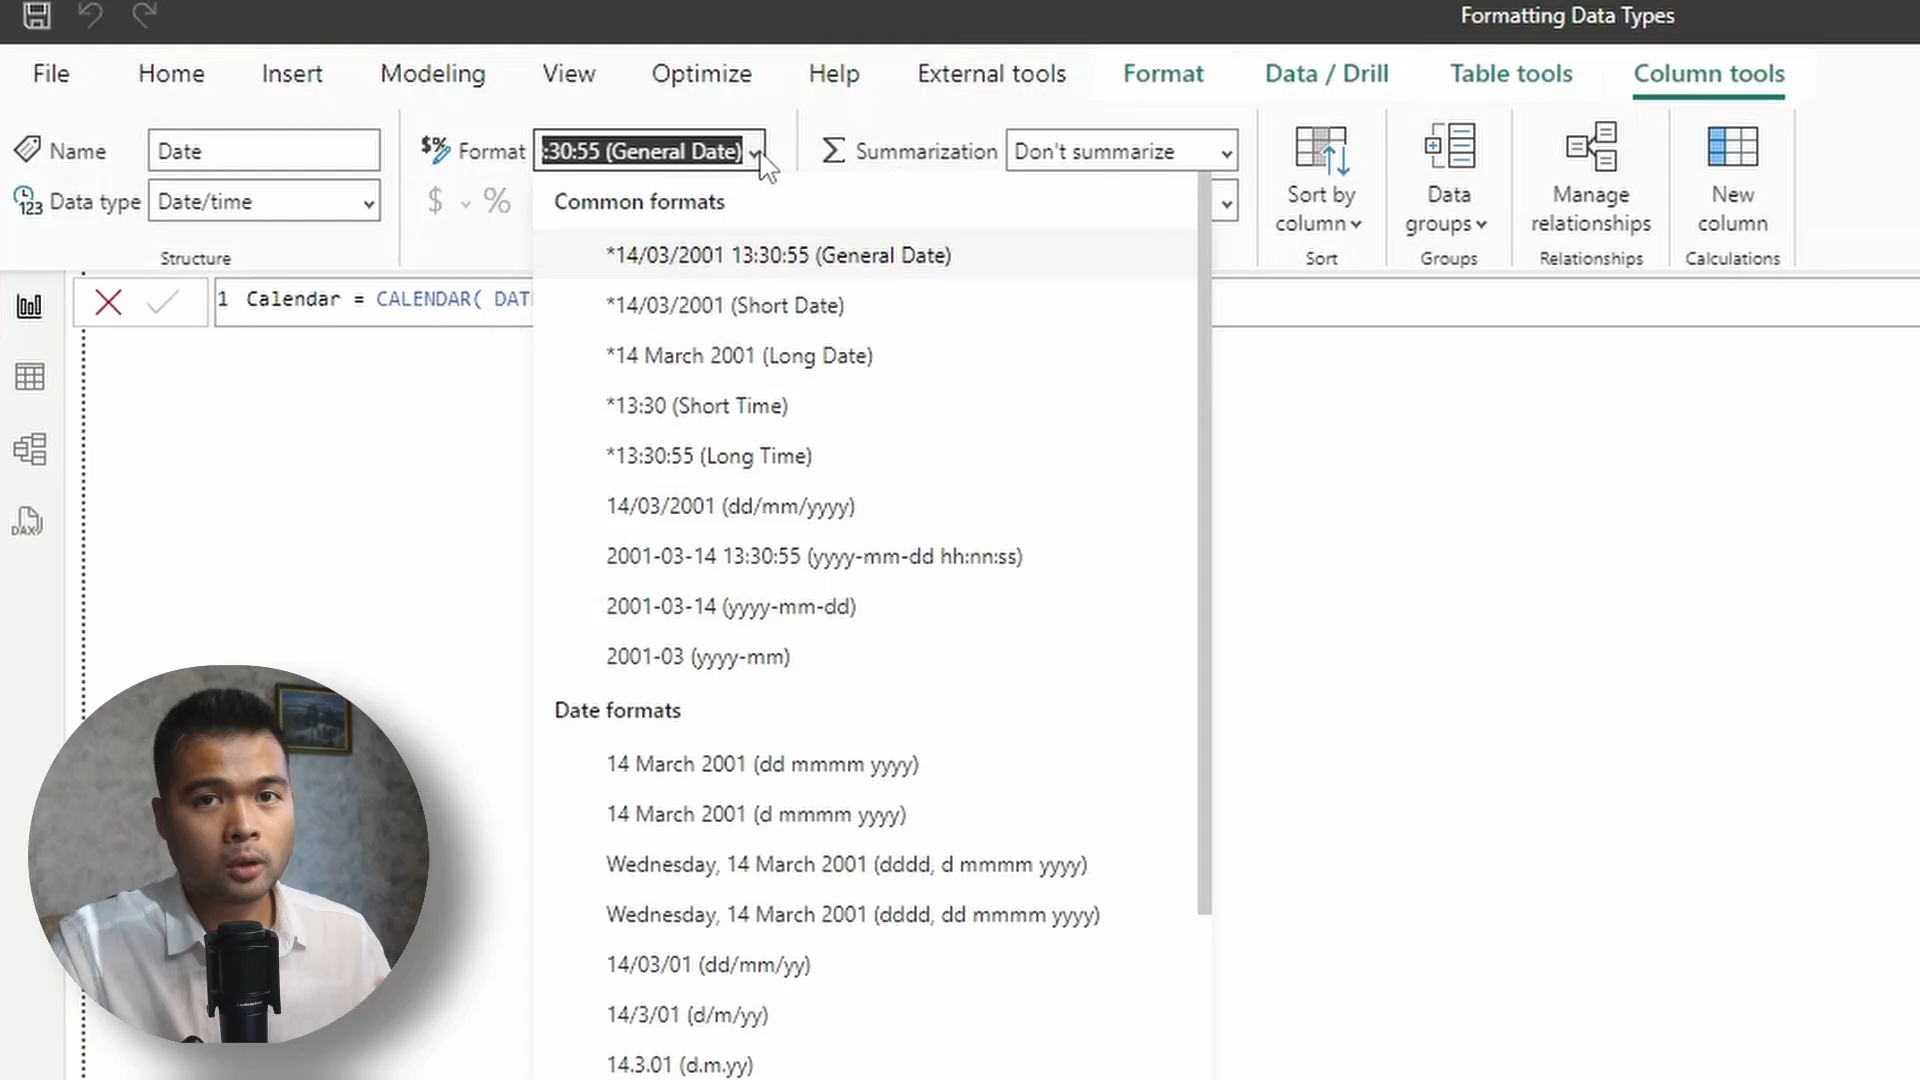 Formatting Data Types
File Home Insert Modeling View Optimize Help External tools Format Data / Drill Table tools Column tools
Name Date
$% Format :30:55 (General Date)
Σ Summarization Don't summarize
123 Data type Date/time
$ %
Sort by column
Data groups
Manage relationships
New column
Structure
Sort
Groups
Relationships
Calculations
1 Calendar = CALENDAR( DAT
DAX
Common formats
*14/03/2001 13:30:55 (General Date)
*14/03/2001 (Short Date)
*14 March 2001 (Long Date)
*13:30 (Short Time)
*13:30:55 (Long Time)
14/03/2001 (dd/mm/yyyy)
2001-03-14 13:30:55 (yyyy-mm-dd hh:nn:ss)
2001-03-14 (yyyy-mm-dd)
2001-03 (yyyy-mm)
Date formats
14 March 2001 (dd mmmm yyyy)
14 March 2001 (d mmmm yyyy)
Wednesday, 14 March 2001 (dddd, d mmmm yyyy)
Wednesday, 14 March 2001 (dddd, dd mmmm yyyy)
14/03/01 (dd/mm/yy)
14/3/01 (d/m/yy)
14.3.01 (d.m.yy)